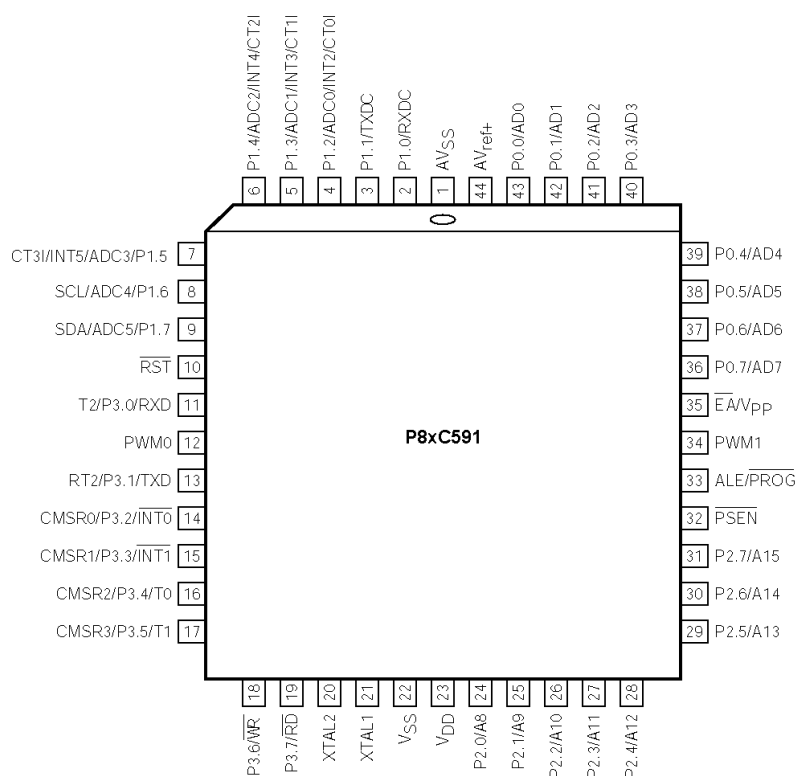 P1.4/ADC2/INT4/CT2I
P1.3/ADC1/INT3/CT1I
P1.2/ADC0/INT2/CT0I
P1.1/TXDC
P1.0/RXDC
AVSS
AVref+
P0.0/AD0
P0.1/AD1
P0.2/AD2
P0.3/AD3
6
5
4
3
2
1
44
43
42
41
40
CT3I/INT5/ADC3/P1.5 7
SCL/ADC4/P1.6 8
SDA/ADC5/P1.7 9
RST 10
T2/P3.0/RXD 11
PWM0 12
RT2/P3.1/TXD 13
CMSR0/P3.2/INT0 14
CMSR1/P3.3/INT1 15
CMSR2/P3.4/T0 16
CMSR3/P3.5/T1 17
P8xC591
39 P0.4/AD4
38 P0.5/AD5
37 P0.6/AD6
36 P0.7/AD7
35 EA/VPP
34 PWM1
33 ALE/PROG
32 PSEN
31 P2.7/A15
30 P2.6/A14
29 P2.5/A13
18
19
20
21
22
23
24
25
26
27
28
P3.6/WR
P3.7/RD
XTAL2
XTAL1
VSS
VDD
P2.0/A8
P2.1/A9
P2.2/A10
P2.3/A11
P2.4/A12